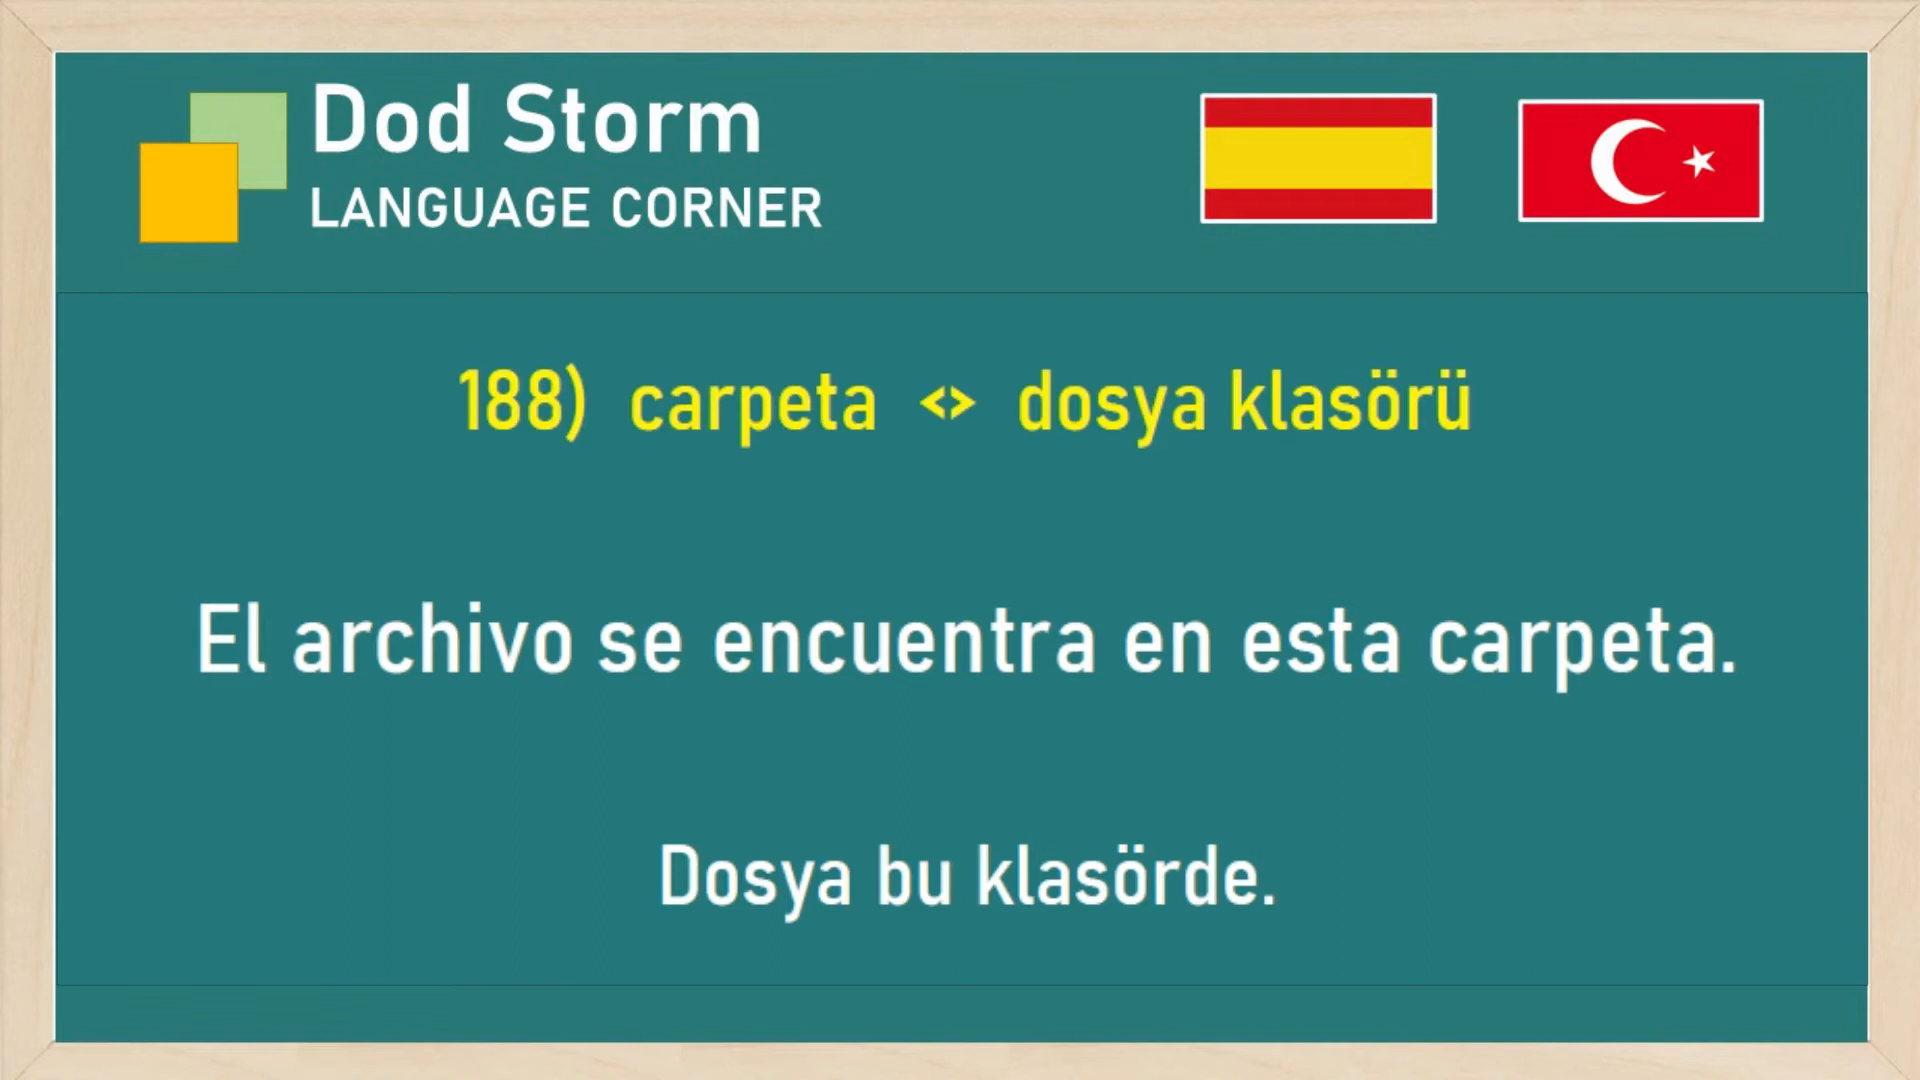 Dod Storm
LANGUAGE CORNER
188) carpeta <> dosya klasörü
El archivo se encuentra en esta carpeta.
Dosya bu klasörde.